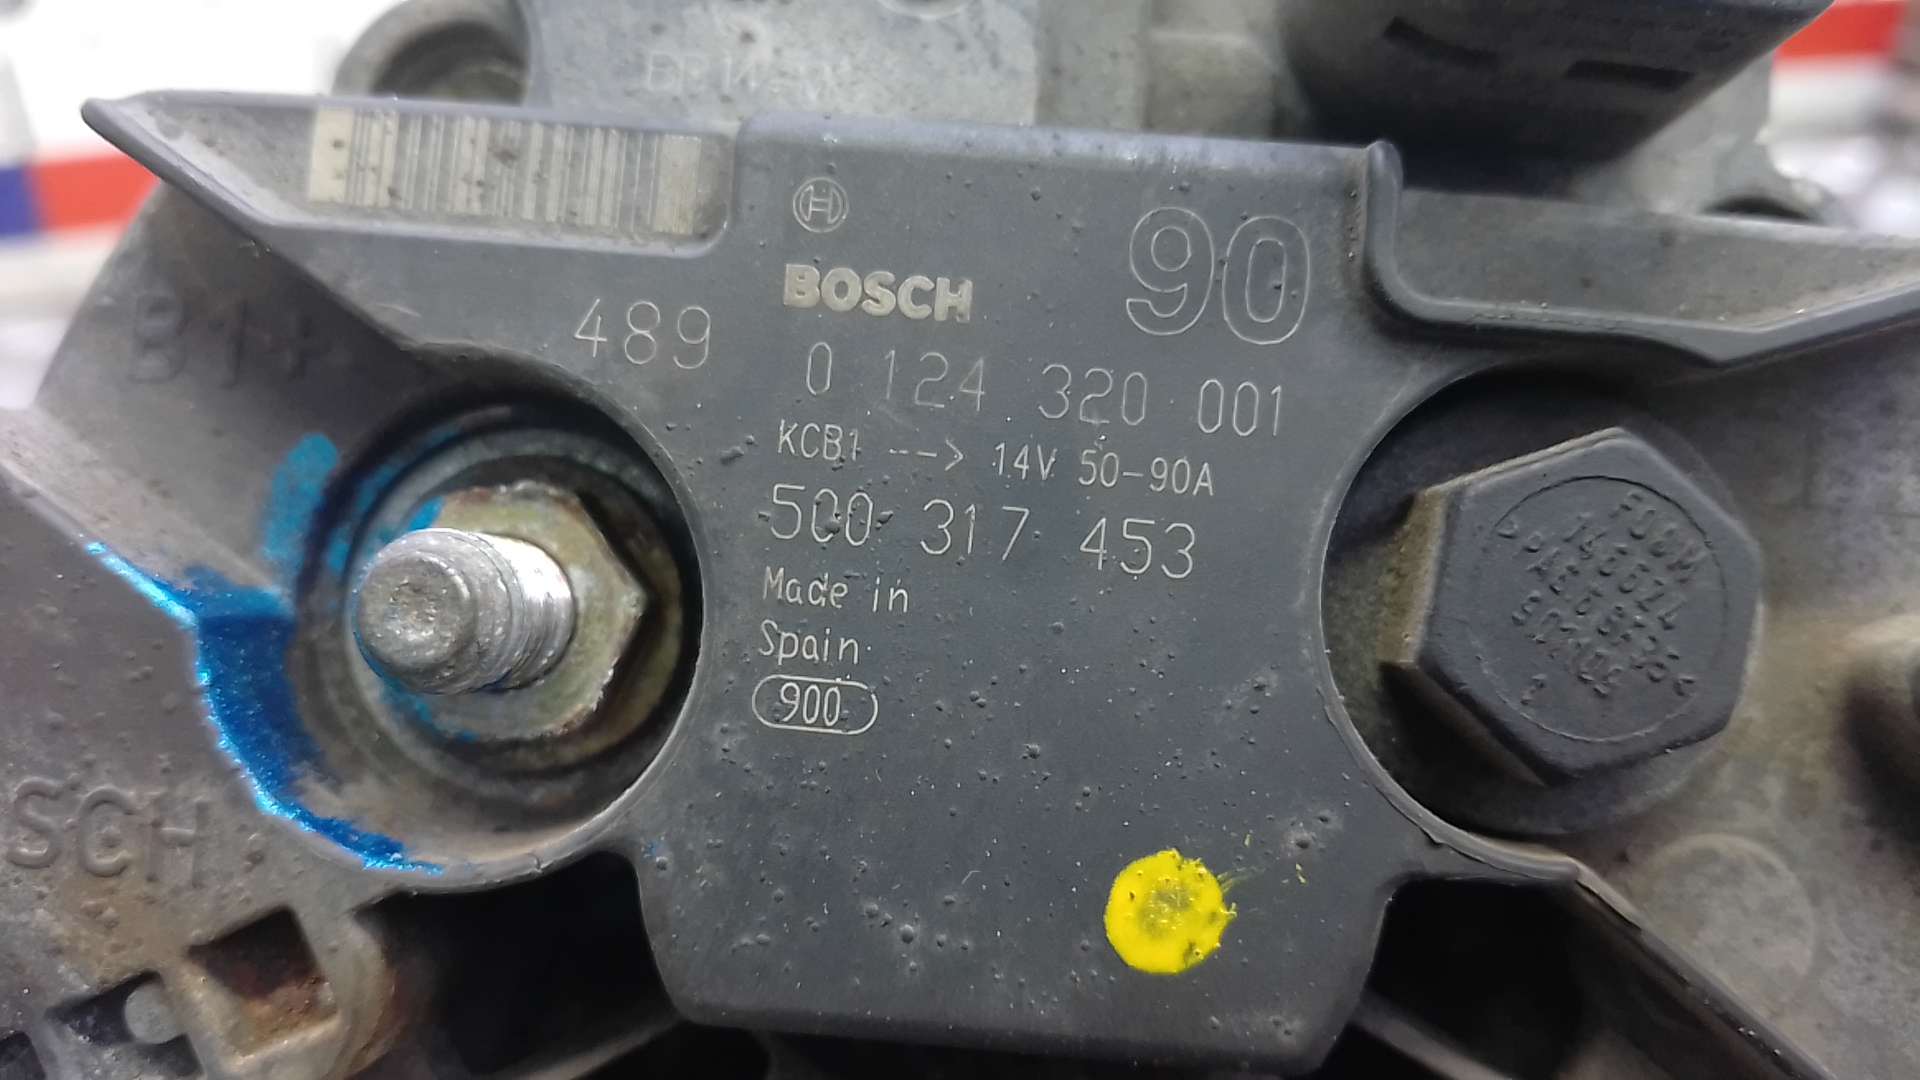 B1+
BOSCH
90
489
0 124 320 001
KCB1 --> 14V 50-90A
500 317 453
Made in
Spain
900
SCH